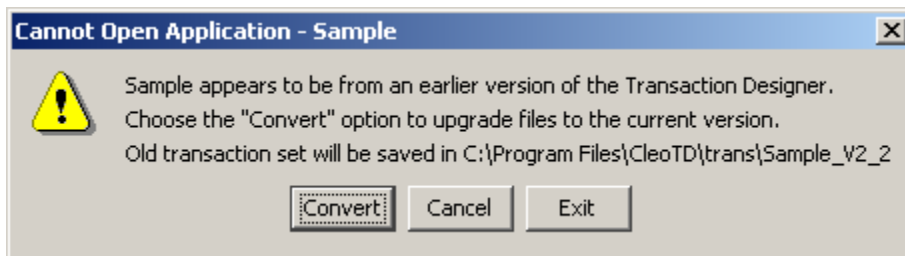 Cannot Open Application - Sample
Sample appears to be from an earlier version of the Transaction Designer.
Choose the "Convert" option to upgrade files to the current version.
Old transaction set will be saved in C:\Program Files\CleoTD\trans\Sample_V2_2
Convert Cancel Exit